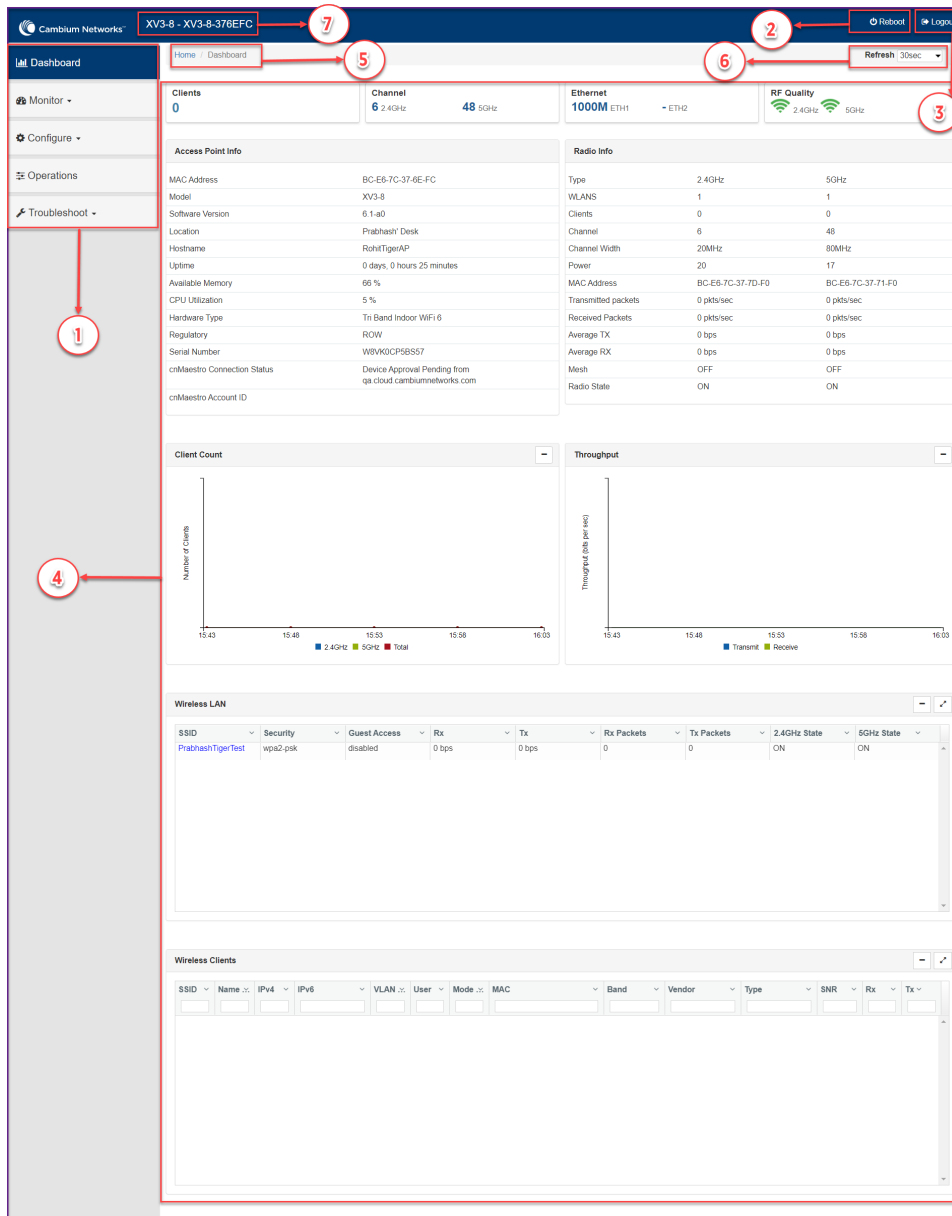 Cambium Networks™
XV3-8 - XV3-8-376EFC
7
2
Reboot
Logou
Dashboard
Monitor
Configure
Operations
Troubleshoot
1
4
Home / Dashboard
5
6
Refresh 30sec
3
Clients
0
Channel
6 2.4GHz 48 5GHz
Ethernet
1000M ETH1 - ETH2
RF Quality
2.4GHz 5GHz
Access Point Info
MAC Address BC-E6-7C-37-6E-FC
Model XV3-8
Software Version 6.1-a0
Location Prabhash' Desk
Hostname RohitTigerAP
Uptime 0 days, 0 hours 25 minutes
Available Memory 66 %
CPU Utilization 5 %
Hardware Type Tri Band Indoor WiFi 6
Regulatory ROW
Serial Number W8VK0CP5BS57
cnMaestro Connection Status Device Approval Pending from
qa.cloud.cambiumnetworks.com
cnMaestro Account ID
Radio Info
Type 2.4GHz 5GHz
WLANS 1 1
Clients 0 0
Channel 6 48
Channel Width 20MHz 80MHz
Power 20 17
MAC Address BC-E6-7C-37-7D-F0 BC-E6-7C-37-71-F0
Transmitted packets 0 pkts/sec 0 pkts/sec
Received Packets 0 pkts/sec 0 pkts/sec
Average TX 0 bps 0 bps
Average RX 0 bps 0 bps
Mesh OFF OFF
Radio State ON ON
Client Count
Number of Clients
15:43 15:48 15:53 15:58 16:03
2.4GHz 5GHz Total
Throughput
Throughput (bits per sec)
15:43 15:48 15:53 15:58 16:03
Transmit Receive
Wireless LAN
SSID Security Guest Access Rx Tx Rx Packets Tx Packets 2.4GHz State 5GHz State
PrabhashTigerTest wpa2-psk disabled 0 bps 0 bps 0 0 ON ON
Wireless Clients
SSID Name IPv4 IPv6 VLAN User Mode MAC Band Vendor Type SNR Rx Tx